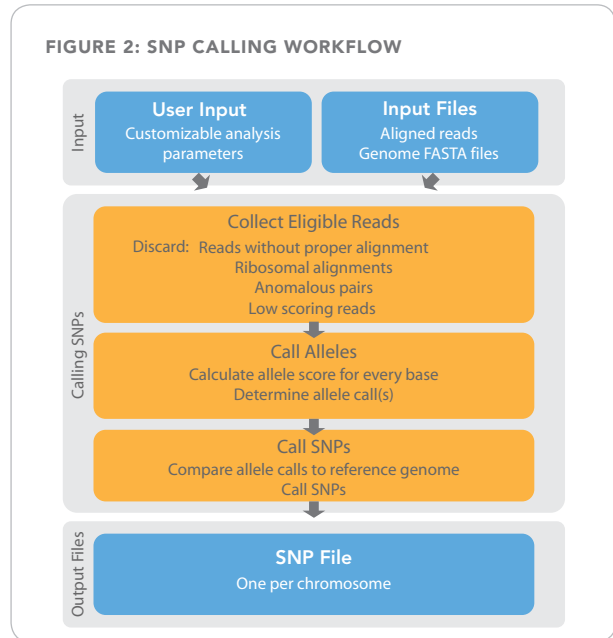 FIGURE 2: SNP CALLING WORKFLOW
Input
User Input
Customizable analysis
parameters
Input Files
Aligned reads
Genome FASTA files
Calling SNPs
Collect Eligible Reads
Discard: Reads without proper alignment
Ribosomal alignments
Anomalous pairs
Low scoring reads
Call Alleles
Calculate allele score for every base
Determine allele call(s)
Call SNPs
Compare allele calls to reference genome
Call SNPs
Output Files
SNP File
One per chromosome